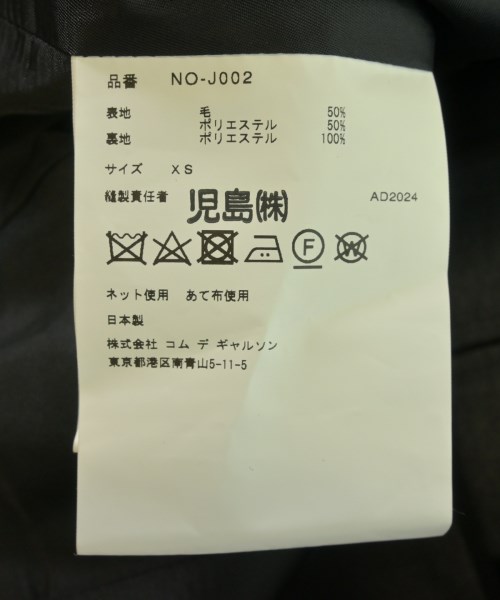 品番 NO-J002
表地 毛 50%
ポリエステル 50%
裏地 ポリエステル 100%
サイズ XS
縫製責任者 児島㈱ AD2024
F W
ネット使用 あて布使用
日本製
株式会社 コム デ ギャルソン
東京都港区南青山5-11-5